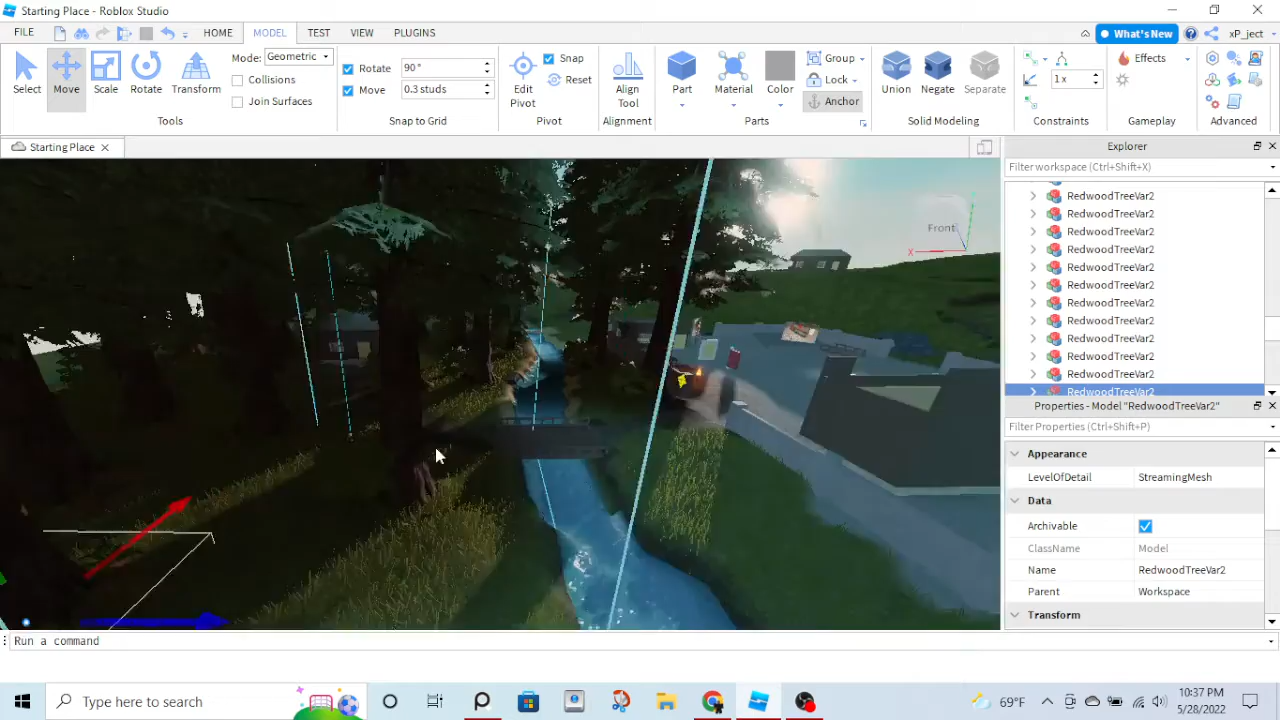 Starting Place - Roblox Studio
FILE HOME MODEL TEST VIEW PLUGINS What's New xP_ject
Select Move Scale Rotate Transform
Mode: Geometric
Collisions
Join Surfaces
Tools
Rotate 90°
Move 0.3 studs
Snap to Grid
Edit Pivot
Snap
Reset
Pivot
Align Tool
Alignment
Part Material Color
Group
Lock
Anchor
Parts
Union Negate Separate
Solid Modeling
1 x
Constraints
Effects
Gameplay
Advanced
Starting Place
Front
X
Explorer
Filter workspace (Ctrl+Shift+X)
RedwoodTreeVar2
RedwoodTreeVar2
RedwoodTreeVar2
RedwoodTreeVar2
RedwoodTreeVar2
RedwoodTreeVar2
RedwoodTreeVar2
RedwoodTreeVar2
RedwoodTreeVar2
RedwoodTreeVar2
RedwoodTreeVar2
RedwoodTreeVar2
Properties - Model "RedwoodTreeVar2"
Filter Properties (Ctrl+Shift+P)
Appearance
LevelOfDetail StreamingMesh
Data
Archivable
ClassName Model
Name RedwoodTreeVar2
Parent Workspace
Transform
Run a command
Type here to search
69°F
10:37 PM
5/28/2022